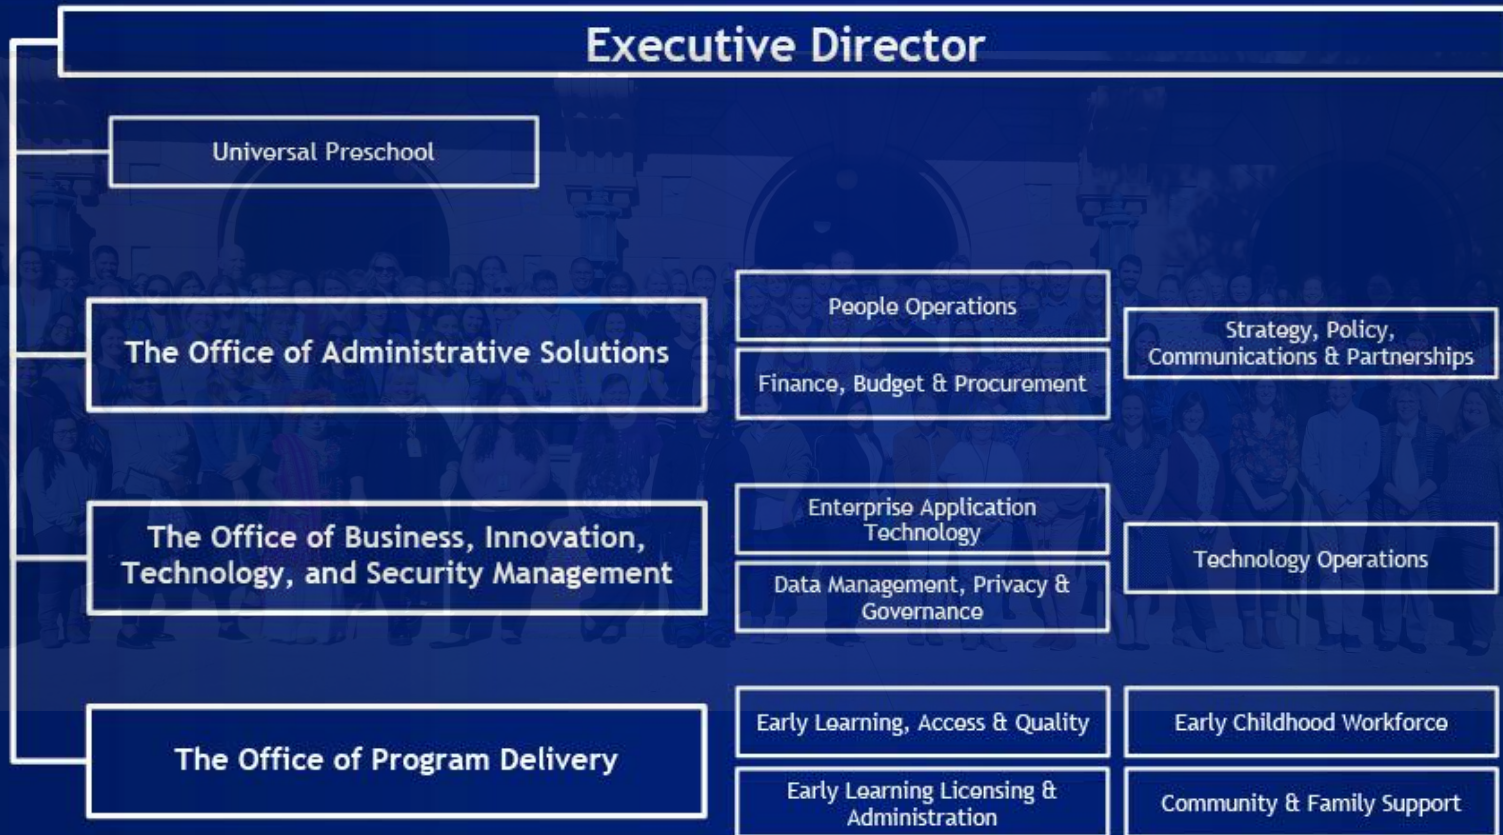 Executive Director
Universal Preschool
The Office of Administrative Solutions
People Operations
Finance, Budget & Procurement
Strategy, Policy,
Communications & Partnerships
The Office of Business, Innovation,
Technology, and Security Management
Enterprise Application
Technology
Data Management, Privacy &
Governance
Technology Operations
The Office of Program Delivery
Early Learning, Access & Quality
Early Childhood Workforce
Early Learning Licensing &
Administration
Community & Family Support